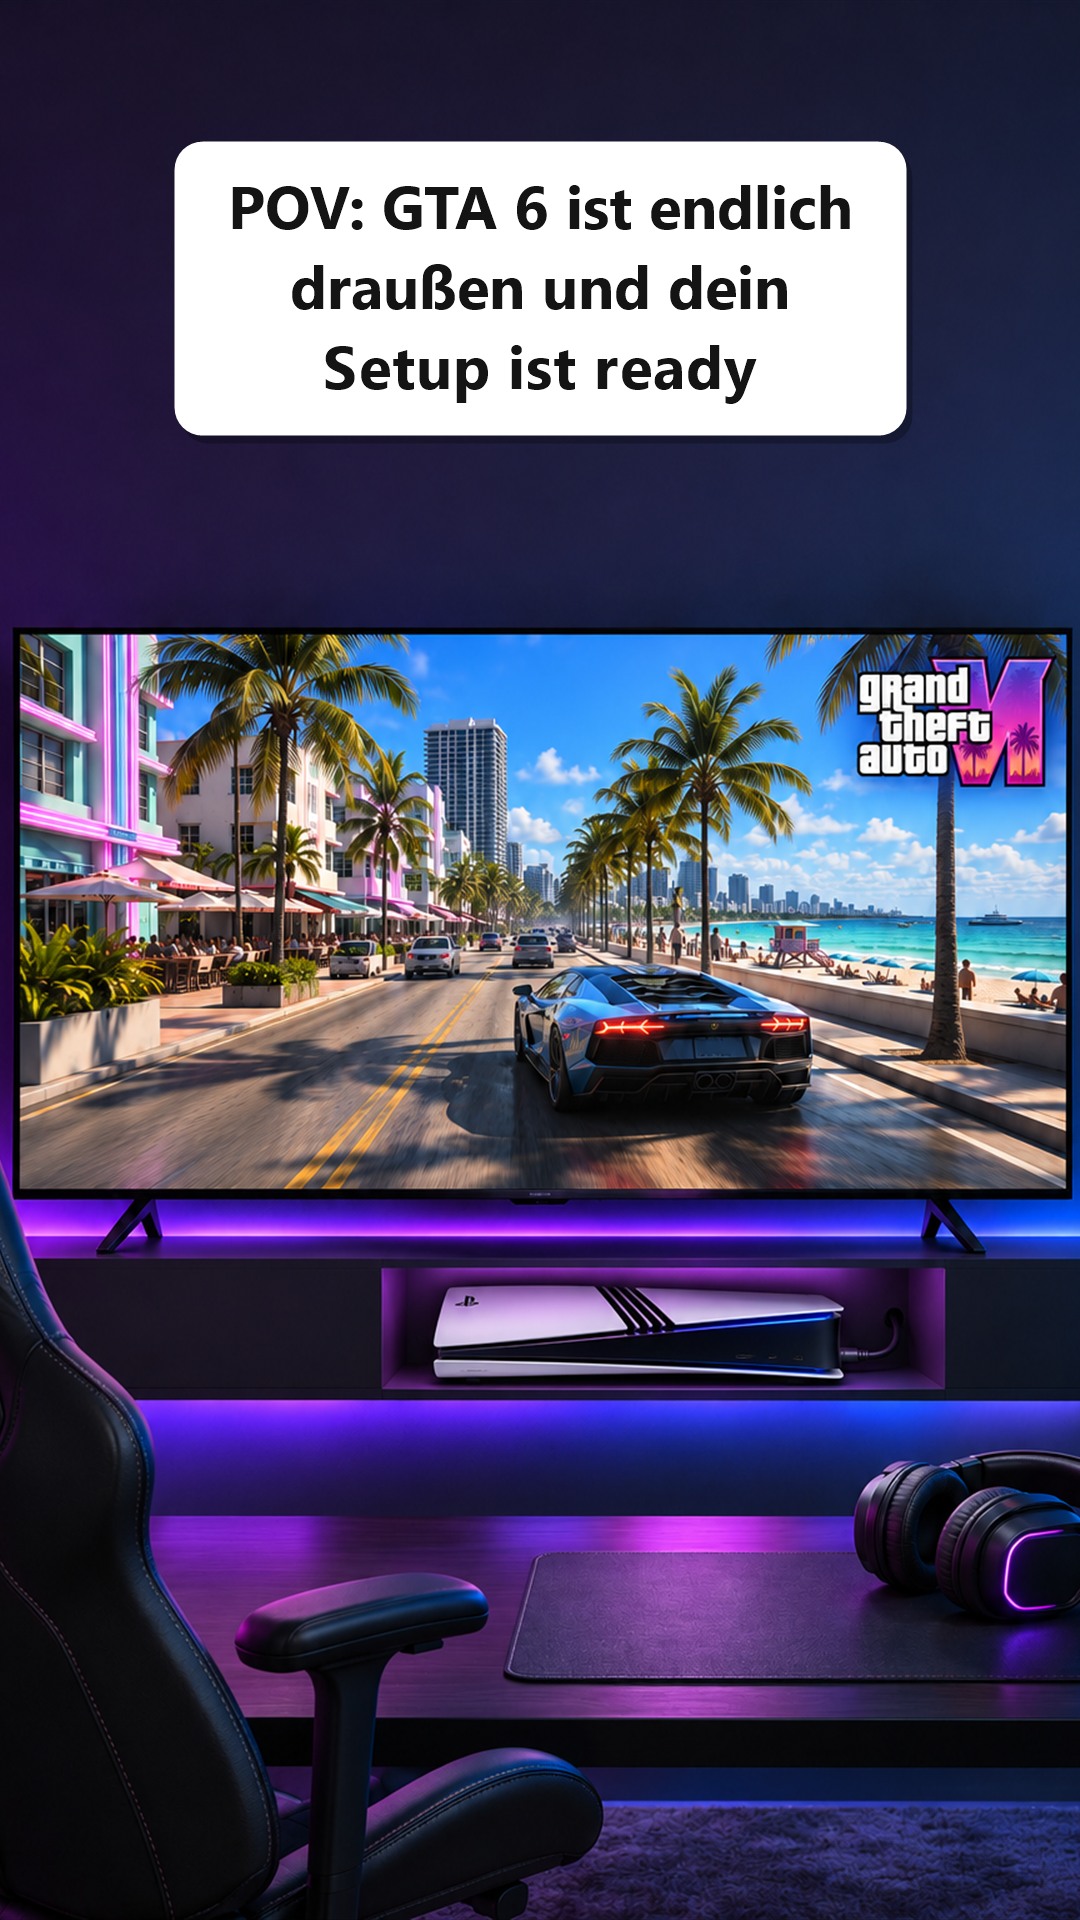 POV: GTA 6 ist endlich
draußen und dein
Setup ist ready
grand
theft
auto
VI